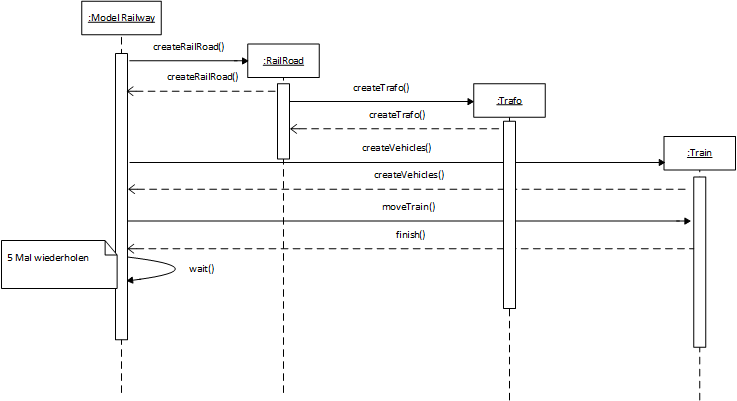 :Model Railway
createRailRoad()
:RailRoad
createRailRoad()
createTrafo()
:Trafo
createTrafo()
createVehicles()
:Train
createVehicles()
moveTrain()
finish()
5 Mal wiederholen
wait()